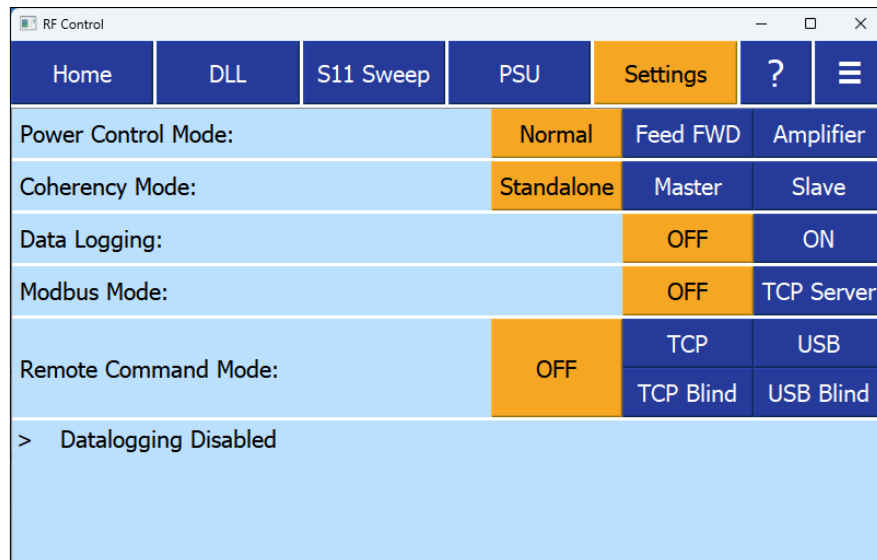 RF Control
Home DLL S11 Sweep PSU Settings ? ☰
Power Control Mode: Normal Feed FWD Amplifier
Coherency Mode: Standalone Master Slave
Data Logging: OFF ON
Modbus Mode: OFF TCP Server
Remote Command Mode: OFF TCP USB
TCP Blind USB Blind
> Datalogging Disabled